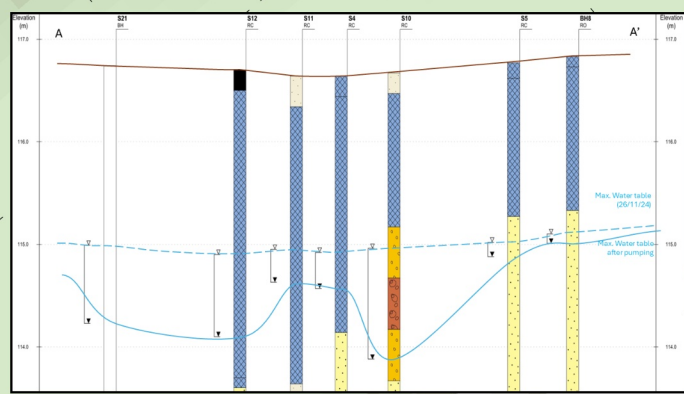 Elevation
(m)
S21
BH
S12
RC
S11
RC
S4
RC
S10
RC
S5
RC
BH8
RO
Elevation
(m)
A
A'
117.0
117.0
116.0
116.0
Max. Water table
(26/11/24)
115.0
115.0
Max. Water table
after pumping
114.0
114.0